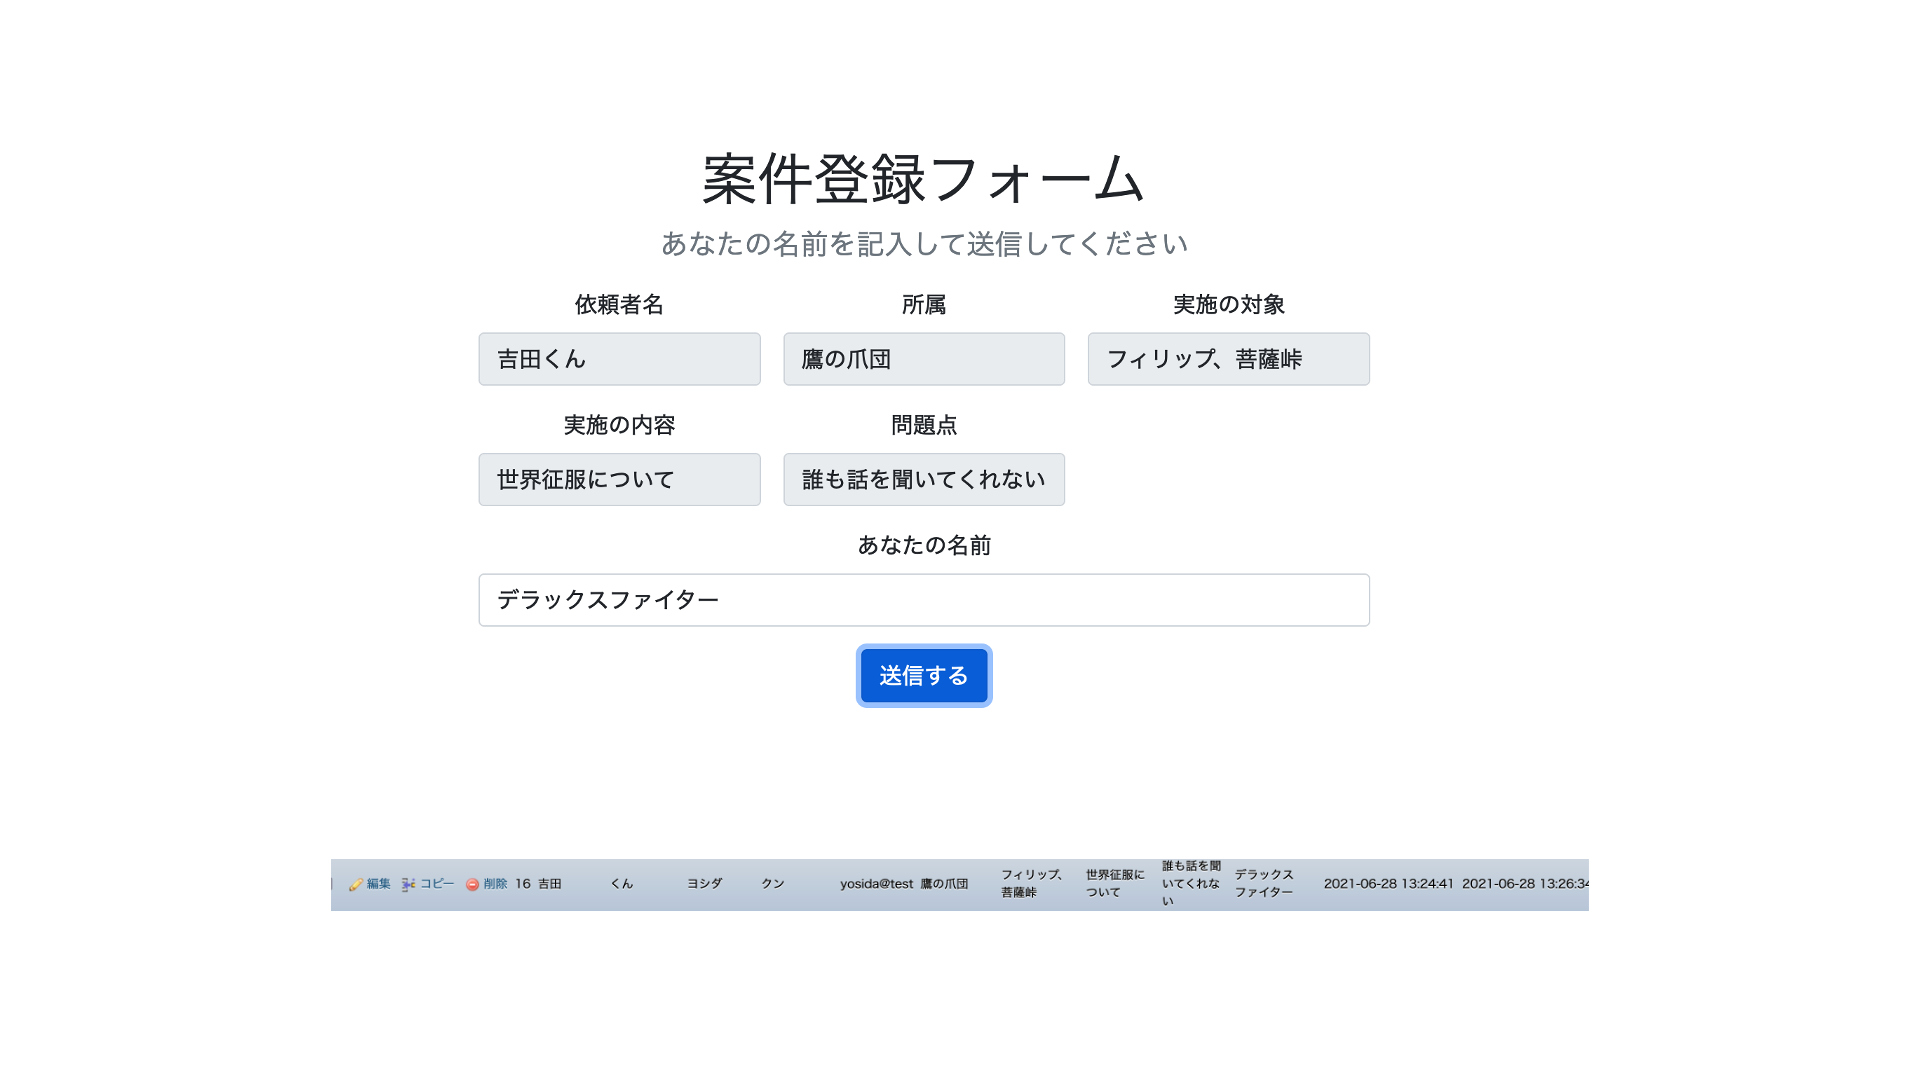 案件登録フォーム
あなたの名前を記入して送信してください
依頼者名 所属 実施の対象
吉田くん 鷹の爪団 フィリップ、菩薩峠
実施の内容 問題点
世界征服について 誰も話を聞いてくれない
あなたの名前
デラックスファイター
送信する
編集 コピー 削除 16 吉田 くん ヨシダ クン yosida@test 鷹の爪団
フィリップ、
菩薩峠
世界征服に
ついて
誰も話を聞
いてくれな
い
デラックス
ファイター
2021-06-28 13:24:41 2021-06-28 13:26:34